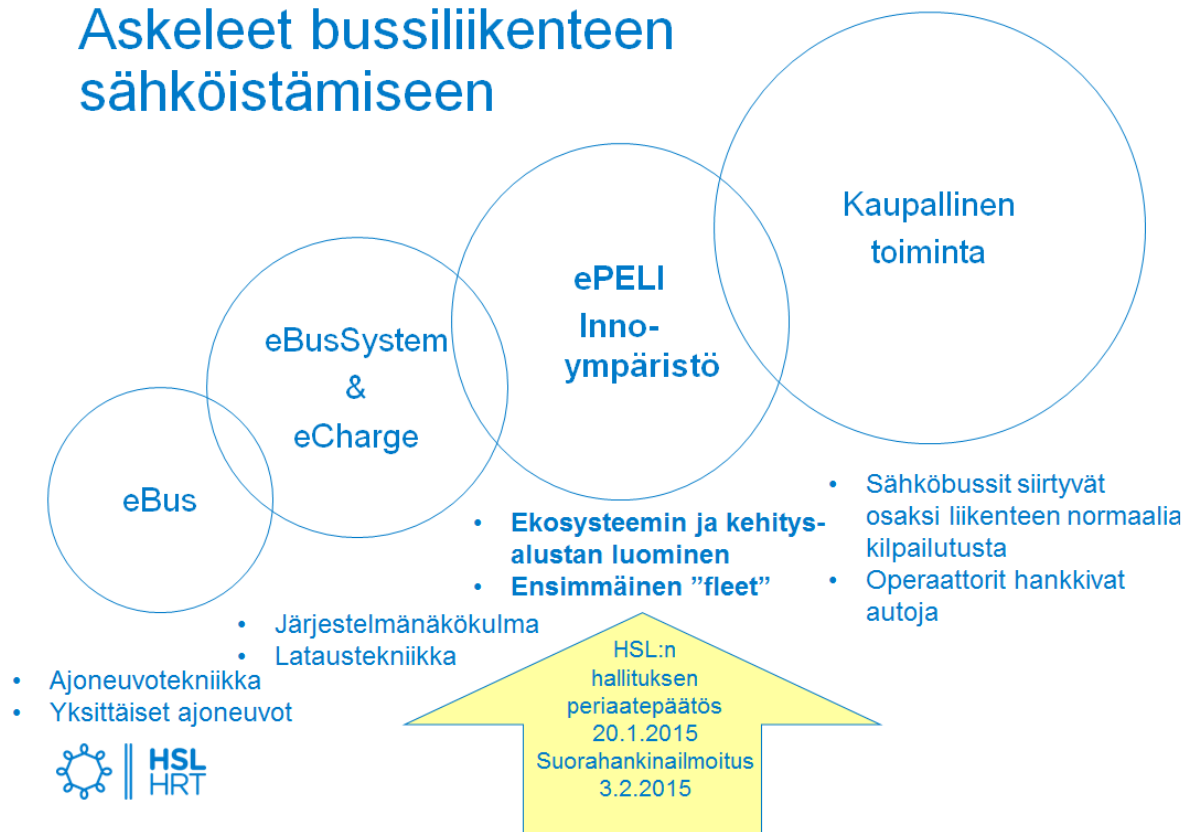 Askeleet bussiliikenteen
sähköistämiseen
Kaupallinen
toiminta
ePELI
Inno-
ympäristö
eBusSystem
&
eCharge
eBus
• Sähköbussit siirtyvät
osaksi liikenteen normaalia
kilpailutusta
• Operaattorit hankkivat
autoja
• Ekosysteemin ja kehitys-
alustan luominen
• Ensimmäinen ”fleet”
• Järjestelmänäkökulma
• Lataustekniikka
• Ajoneuvotekniikka
• Yksittäiset ajoneuvot
HSL:n
hallituksen
periaatepäätös
20.1.2015
Suorahankinailmoitus
3.2.2015
HSL
HRT